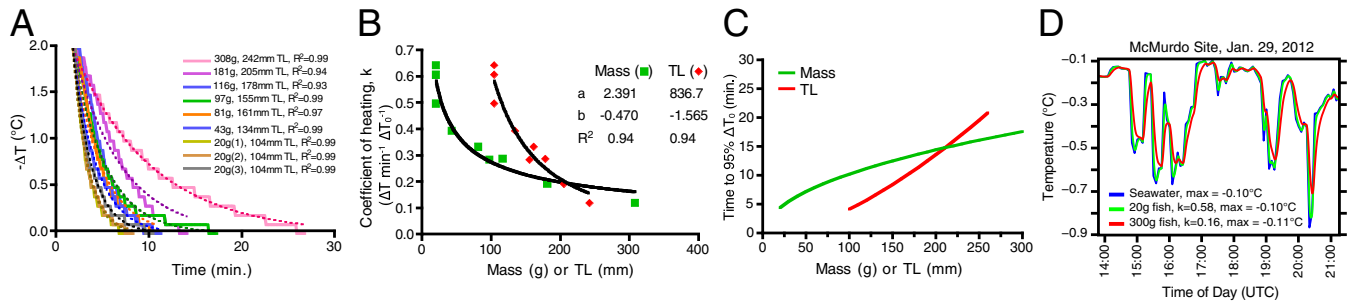 A
2.0
1.5
1.0
0.5
0.0
-ΔT (°C)
308g, 242mm TL, R²=0.99
181g, 205mm TL, R²=0.94
116g, 178mm TL, R²=0.93
97g, 155mm TL, R²=0.99
81g, 161mm TL, R²=0.97
43g, 134mm TL, R²=0.99
20g(1), 104mm TL, R²=0.99
20g(2), 104mm TL, R²=0.99
20g(3), 104mm TL, R²=0.99
0 10 20 30
Time (min.)
B
0.7
0.6
0.5
0.4
0.3
0.2
0.1
0.0
Coefficient of heating, k
(ΔT min⁻¹ ΔT₀⁻¹)
Mass (■) TL (♦)
a 2.391 836.7
b -0.470 -1.565
R² 0.94 0.94
0 100 200 300 400
Mass (g) or TL (mm)
C
30
25
20
15
10
5
0
Time to 95% ΔT₀ (min.)
Mass
TL
0 50 100 150 200 250 300
Mass (g) or TL (mm)
D
McMurdo Site, Jan. 29, 2012
−0.1
−0.3
−0.5
−0.7
−0.9
Temperature (°C)
Seawater, max = -0.10°C
20g fish, k=0.58, max = -0.10°C
300g fish, k=0.16, max = -0.11°C
14:00
15:00
16:00
17:00
18:00
19:00
20:00
21:00
Time of Day (UTC)